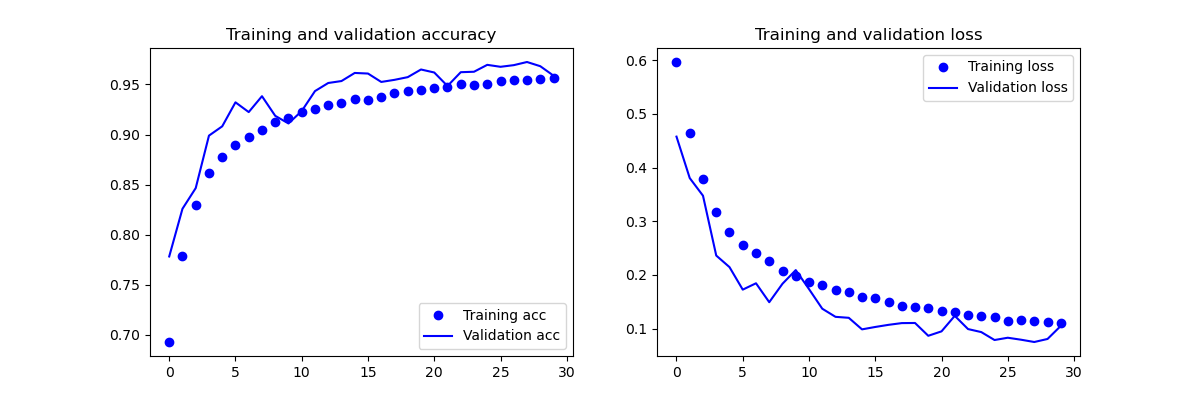 Training and validation accuracy
0.95
0.90
0.85
0.80
0.75
0.70
Training acc
Validation acc
0 5 10 15 20 25 30
Training and validation loss
0.6
0.5
0.4
0.3
0.2
0.1
Training loss
Validation loss
0 5 10 15 20 25 30